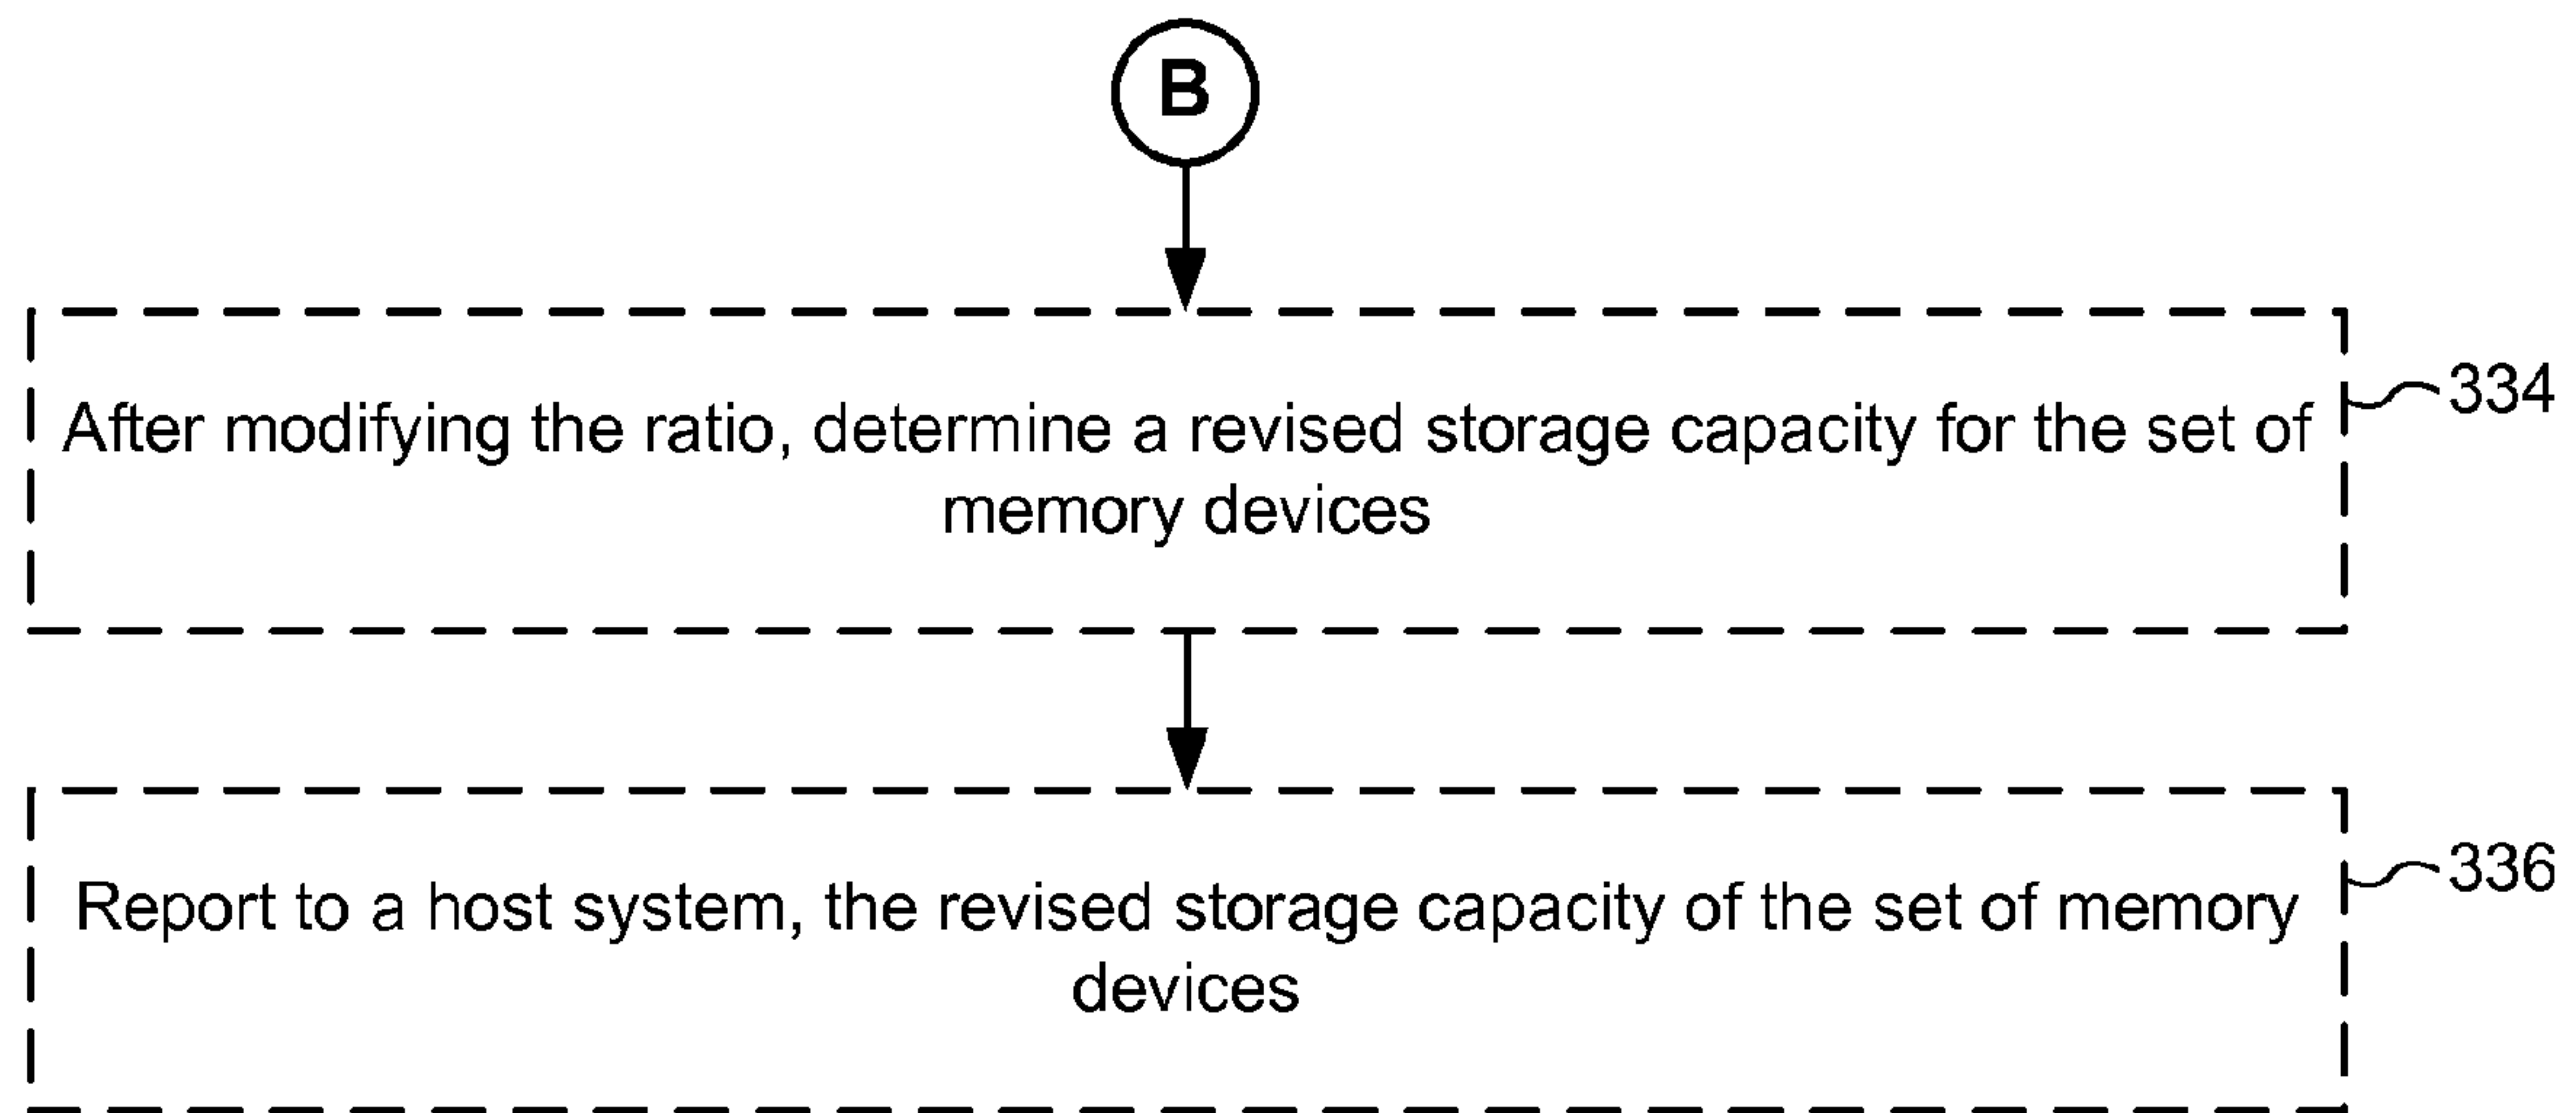 B
After modifying the ratio, determine a revised storage capacity for the set of
memory devices
334
Report to a host system, the revised storage capacity of the set of memory
devices
336